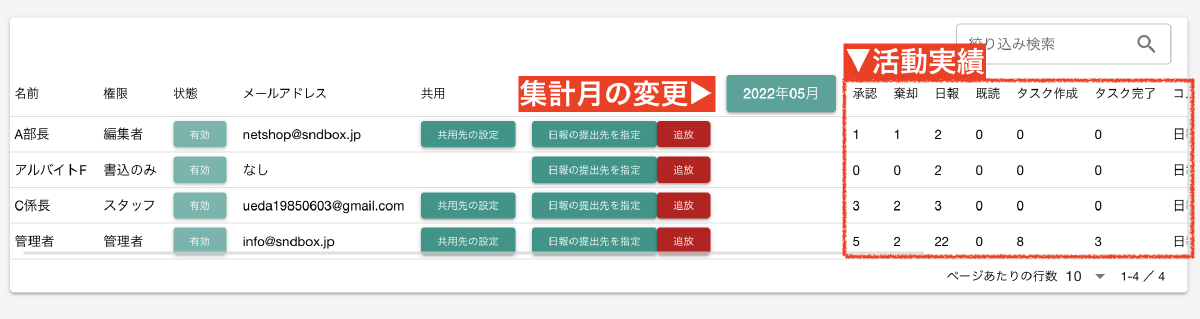 絞り込み検索
▼活動実績
集計月の変更▶
2022年05月
名前 権限 状態 メールアドレス 共用 承認 棄却 日報 既読 タスク作成 タスク完了
A部長 編集者 有効 netshop@sndbox.jp 共用先の設定 日報の提出先を指定 追放 1 1 2 0 0 0
アルバイトF 書込のみ 有効 なし 日報の提出先を指定 追放 0 0 2 0 0 0
C係長 スタッフ 有効 ueda19850603@gmail.com 共用先の設定 日報の提出先を指定 追放 3 2 3 0 0 0
管理者 管理者 有効 info@sndbox.jp 共用先の設定 日報の提出先を指定 追放 5 2 22 0 8 3
ページあたりの行数 10 1-4 / 4